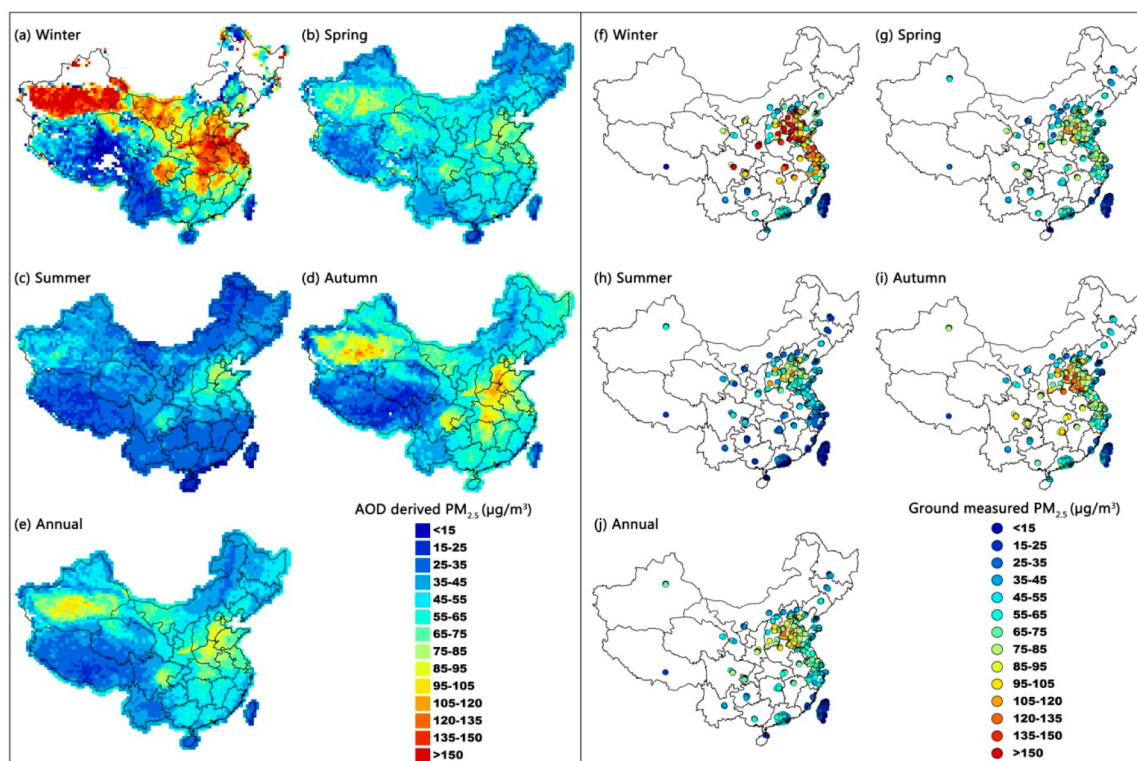 (a) Winter
(b) Spring
(c) Summer
(d) Autumn
(e) Annual
AOD derived PM2.5 (μg/m³)
<15
15-25
25-35
35-45
45-55
55-65
65-75
75-85
85-95
95-105
105-120
120-135
135-150
>150
(f) Winter
(g) Spring
(h) Summer
(i) Autumn
(j) Annual
Ground measured PM2.5 (μg/m³)
<15
15-25
25-35
35-45
45-55
55-65
65-75
75-85
85-95
95-105
105-120
120-135
135-150
>150